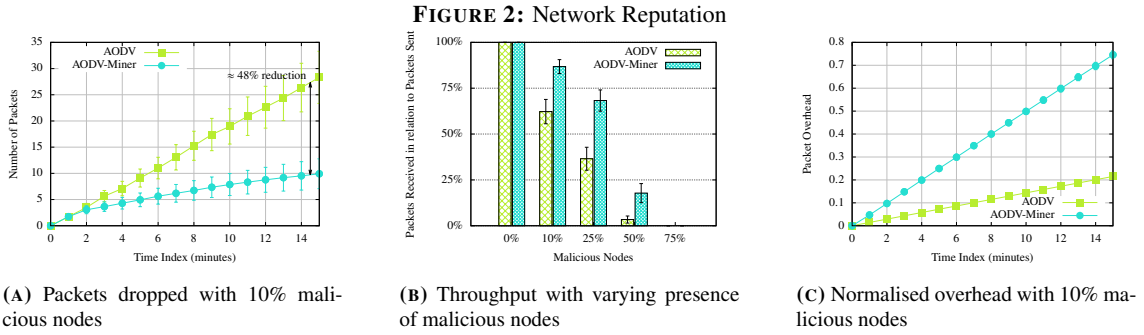 FIGURE 2: Network Reputation
35
30
25
20
15
10
5
0
0 2 4 6 8 10 12 14
Number of Packets
Time Index (minutes)
AODV
AODV-Miner
≈ 48% reduction
(A) Packets dropped with 10% mali-
cious nodes
100%
75%
50%
25%
0%
0% 10% 25% 50% 75%
Packets Received in relation to Packets Sent
Malicious Nodes
AODV
AODV-Miner
(B) Throughput with varying presence
of malicious nodes
0.8
0.7
0.6
0.5
0.4
0.3
0.2
0.1
0
0 2 4 6 8 10 12 14
Packet Overhead
Time Index (minutes)
AODV
AODV-Miner
(C) Normalised overhead with 10% ma-
licious nodes